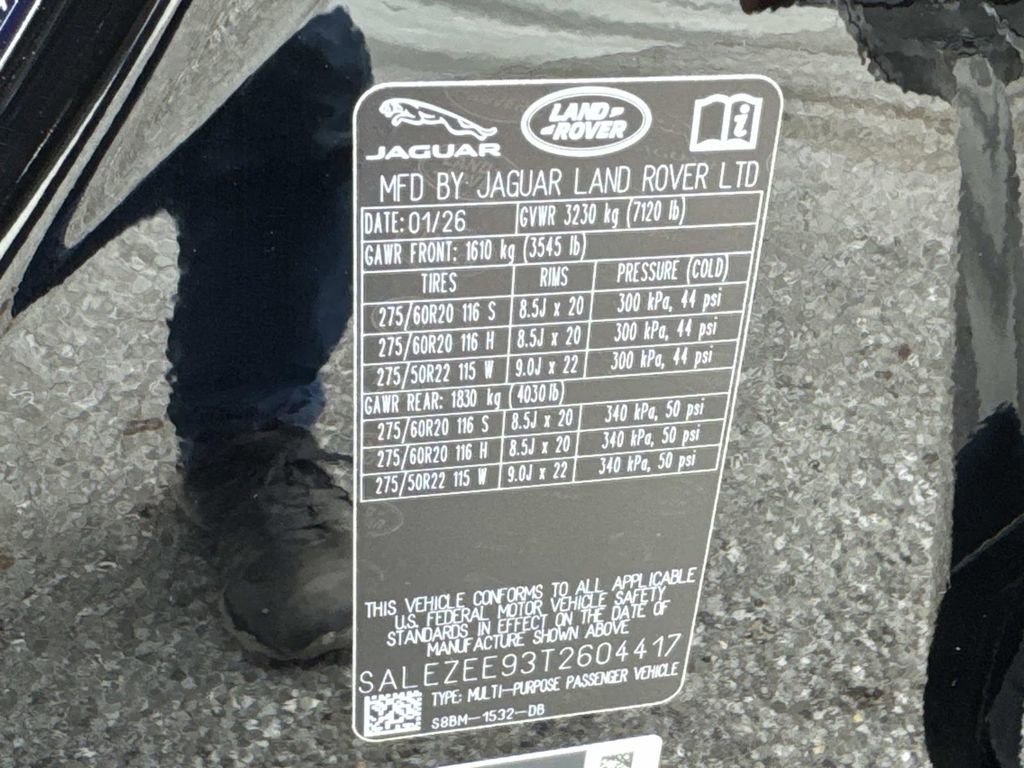 JAGUAR
LAND ROVER
MFD BY JAGUAR LAND ROVER LTD
DATE: 01/26 GVWR 3230 kg (7120 lb)
GAWR FRONT: 1610 kg (3545 lb)
TIRES RIMS PRESSURE (COLD)
275/60R20 116 S 8.5J x 20 300 kPa, 44 psi
275/60R20 116 H 8.5J x 20 300 kPa, 44 psi
275/50R22 115 W 9.0J x 22 300 kPa, 44 psi
GAWR REAR: 1830 kg (4030 lb)
275/60R20 116 S 8.5J x 20 340 kPa, 50 psi
275/60R20 116 H 8.5J x 20 340 kPa, 50 psi
275/50R22 115 W 9.0J x 22 340 kPa, 50 psi
THIS VEHICLE CONFORMS TO ALL APPLICABLE
U.S. FEDERAL MOTOR VEHICLE SAFETY
STANDARDS IN EFFECT ON THE DATE OF
MANUFACTURE SHOWN ABOVE
SALEZEE93T2604417
TYPE: MULTI-PURPOSE PASSENGER VEHICLE
S8BM-1532-DB